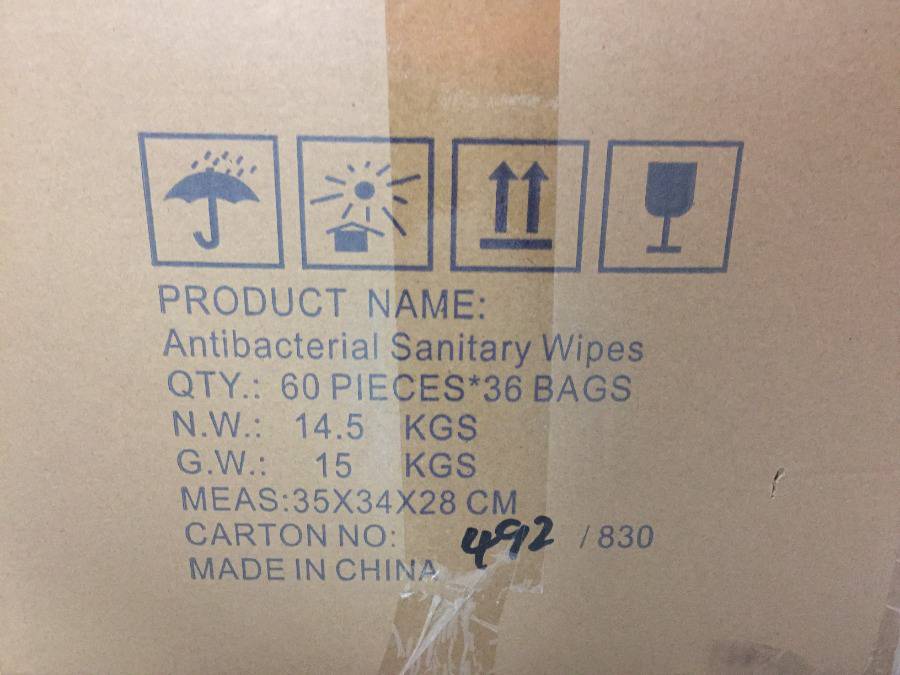 PRODUCT NAME:
Antibacterial Sanitary Wipes
QTY.: 60 PIECES*36 BAGS
N.W.: 14.5 KGS
G.W.: 15 KGS
MEAS:35X34X28 CM
CARTON NO: 492 /830
MADE IN CHINA